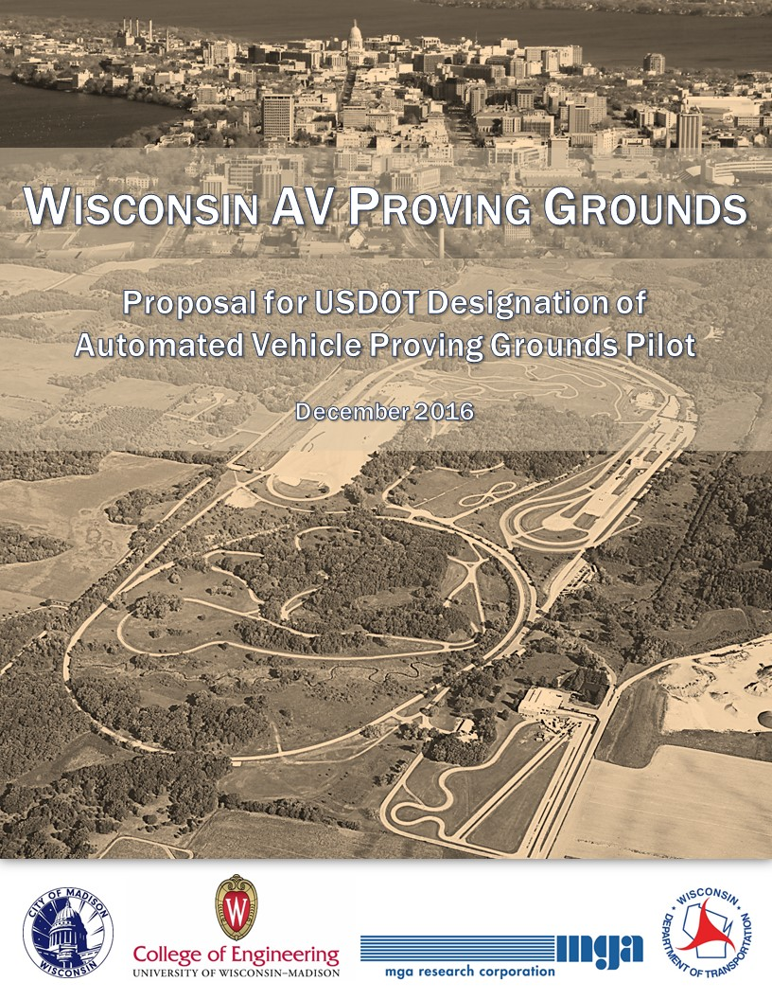 WISCONSIN AV PROVING GROUNDS
Proposal for USDOT Designation of
Automated Vehicle Proving Grounds Pilot
December 2016
CITY OF MADISON
WISCONSIN
W
College of Engineering
UNIVERSITY OF WISCONSIN–MADISON
mga
mga research corporation
WISCONSIN
DEPARTMENT OF TRANSPORTATION